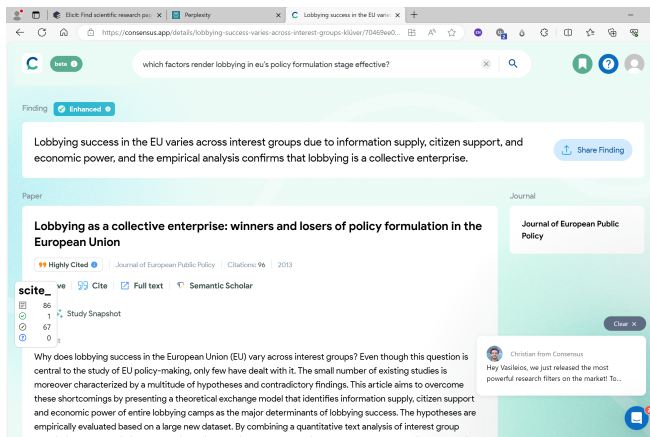 Elicit: Find scientific research pap
Perplexity
Lobbying success in the EU varie
https://consensus.app/details/lobbying-success-varies-across-interest-groups-klüver/70469ee0...
beta
which factors render lobbying in eu's policy formulation stage effective?
Finding
Enhanced
Lobbying success in the EU varies across interest groups due to information supply, citizen support, and
economic power, and the empirical analysis confirms that lobbying is a collective enterprise.
Share Finding
Paper
Journal
Lobbying as a collective enterprise: winners and losers of policy formulation in the
European Union
Journal of European Public
Policy
Highly Cited
Journal of European Public Policy
Citations: 96
2013
ve
Cite
Full text
Semantic Scholar
scite_
86
1
67
0
Study Snapshot
Clear ×
Christian from Consensus
Hey Vasileios, we just released the most
powerful research filters on the market! To...
Why does lobbying success in the European Union (EU) vary across interest groups? Even though this question is
central to the study of EU policy-making, only few have dealt with it. The small number of existing studies is
moreover characterized by a multitude of hypotheses and contradictory findings. This article aims to overcome
these shortcomings by presenting a theoretical exchange model that identifies information supply, citizen support
and economic power of entire lobbying camps as the major determinants of lobbying success. The hypotheses are
empirically evaluated based on a large new dataset. By combining a quantitative text analysis of interest group